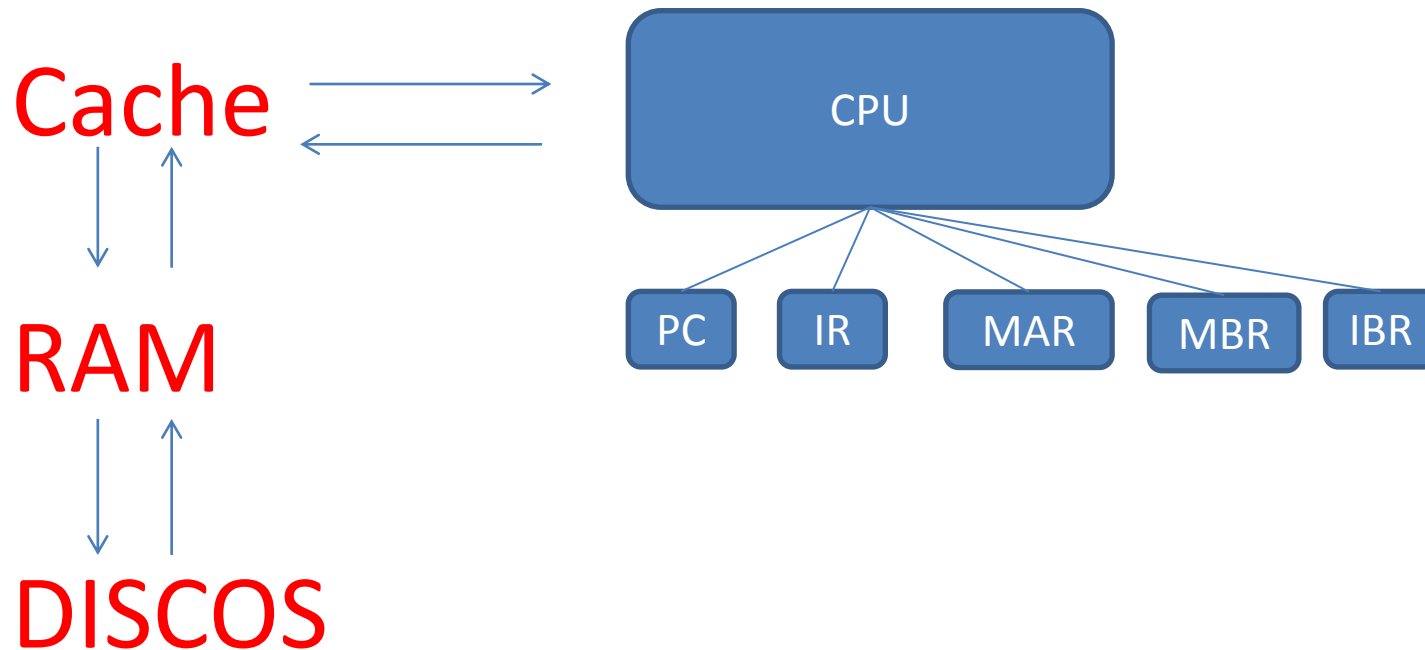 Cache
CPU
RAM
PC
IR
MAR
MBR
IBR
DISCOS